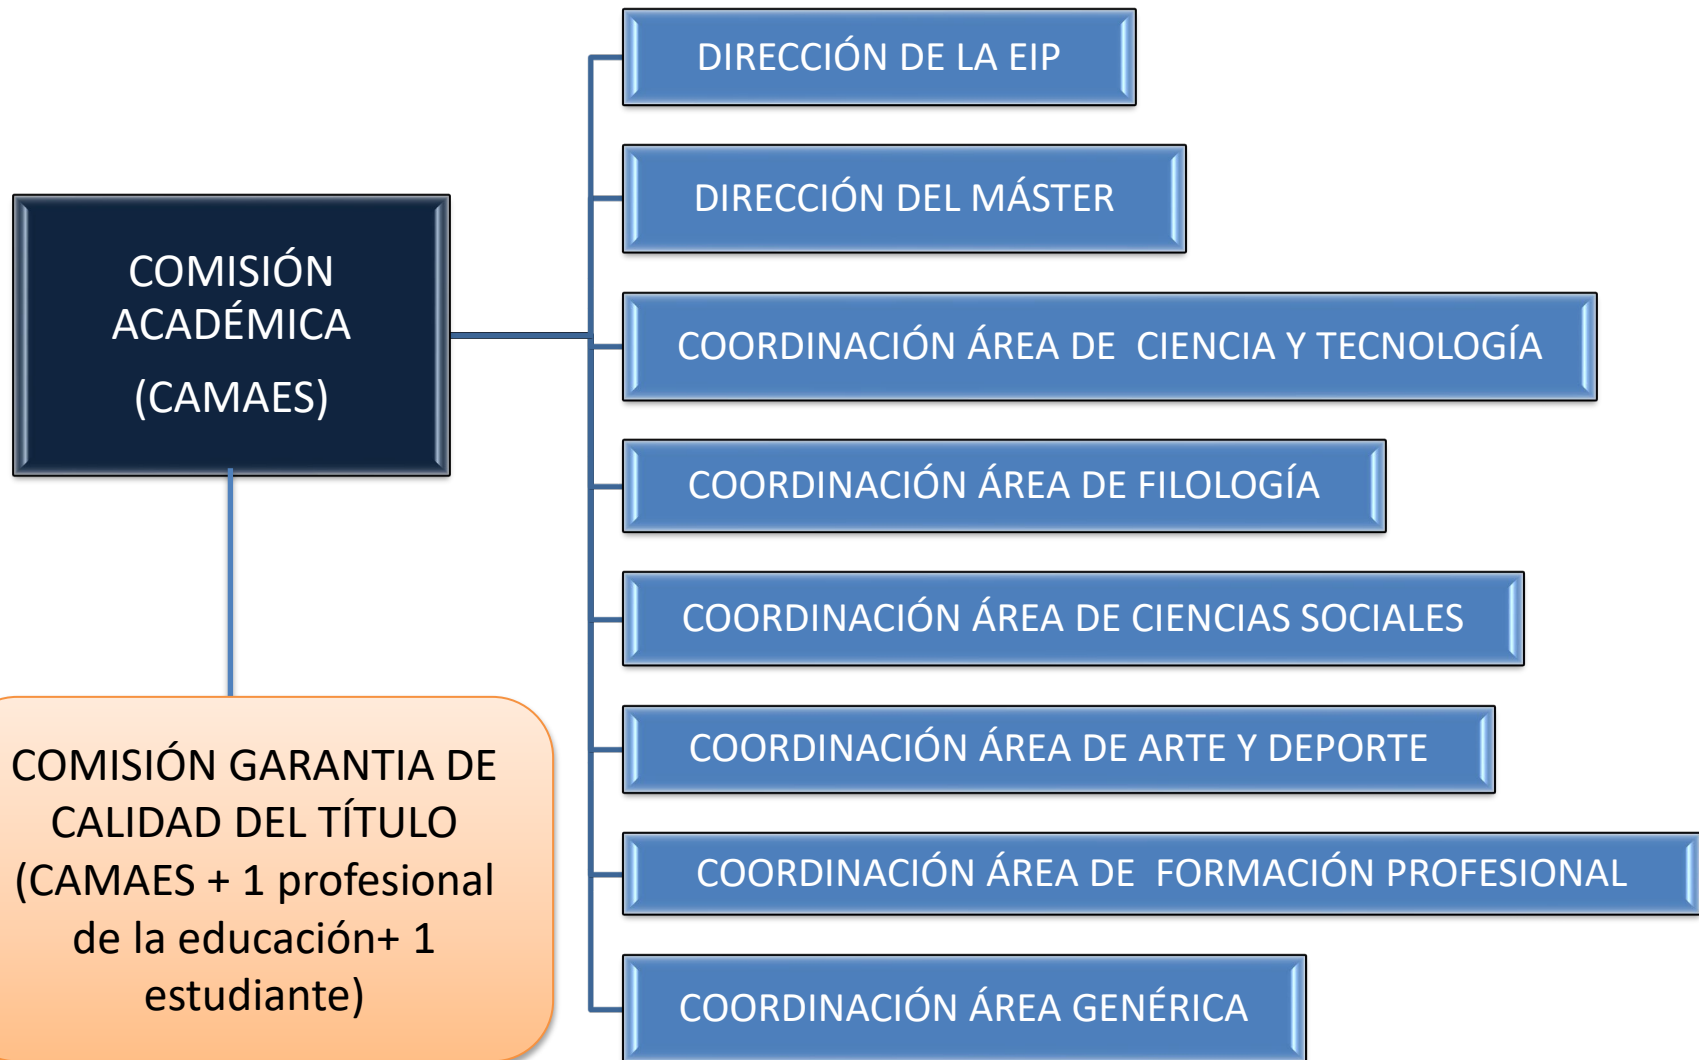 COMISIÓN
ACADÉMICA
(CAMAES)
COMISIÓN GARANTIA DE
CALIDAD DEL TÍTULO
(CAMAES + 1 profesional
de la educación+ 1
estudiante)
DIRECCIÓN DE LA EIP
DIRECCIÓN DEL MÁSTER
COORDINACIÓN ÁREA DE  CIENCIA Y TECNOLOGÍA
COORDINACIÓN ÁREA DE FILOLOGÍA
COORDINACIÓN ÁREA DE CIENCIAS SOCIALES
COORDINACIÓN ÁREA DE ARTE Y DEPORTE
COORDINACIÓN ÁREA DE  FORMACIÓN PROFESIONAL
COORDINACIÓN ÁREA GENÉRICA